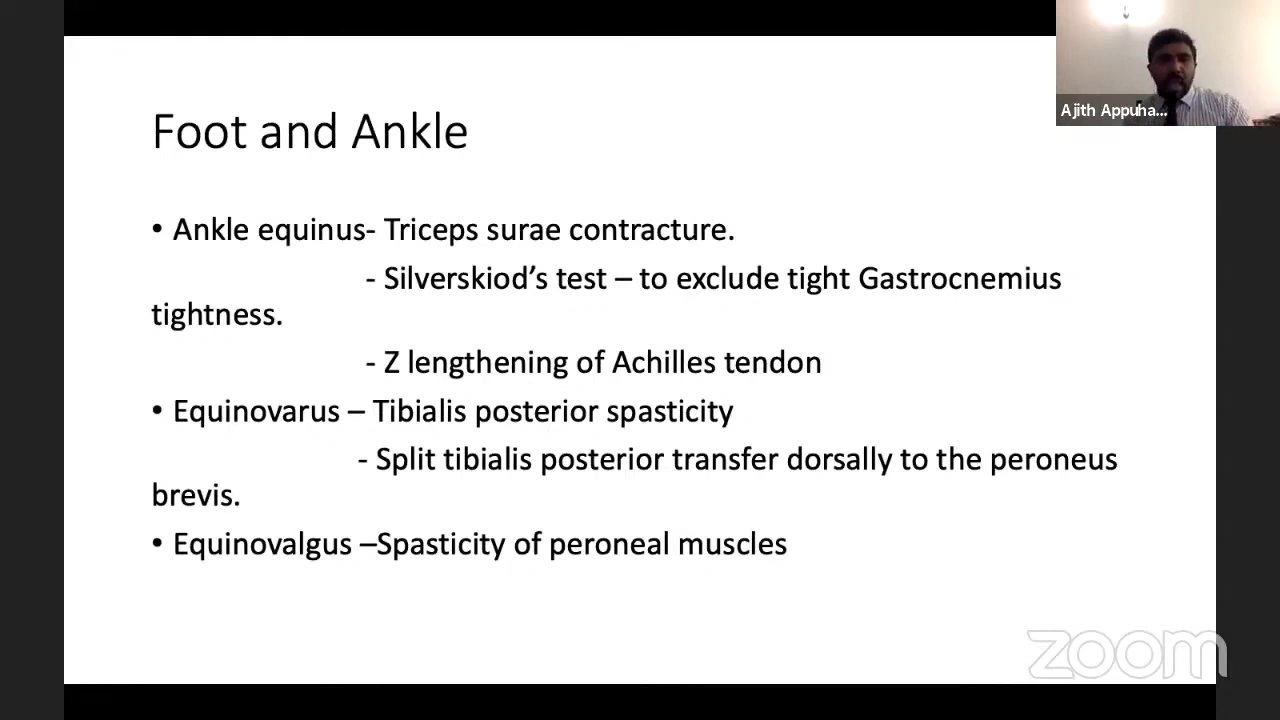 Ajith Appuha...
Foot and Ankle
• Ankle equinus- Triceps surae contracture.
- Silverskiod’s test – to exclude tight Gastrocnemius
tightness.
- Z lengthening of Achilles tendon
• Equinovarus – Tibialis posterior spasticity
- Split tibialis posterior transfer dorsally to the peroneus
brevis.
• Equinovalgus –Spasticity of peroneal muscles
zoom